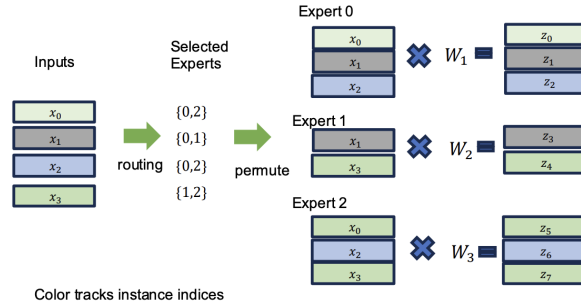 Inputs
x₀
x₁
x₂
x₃
routing
Selected
Experts
{0,2}
{0,1}
{0,2}
{1,2}
permute
Expert 0
x₀
x₁
x₂
W₁
z₀
z₁
z₂
Expert 1
x₁
x₃
W₂
z₃
z₄
Expert 2
x₀
x₂
x₃
W₃
z₅
z₆
z₇
Color tracks instance indices